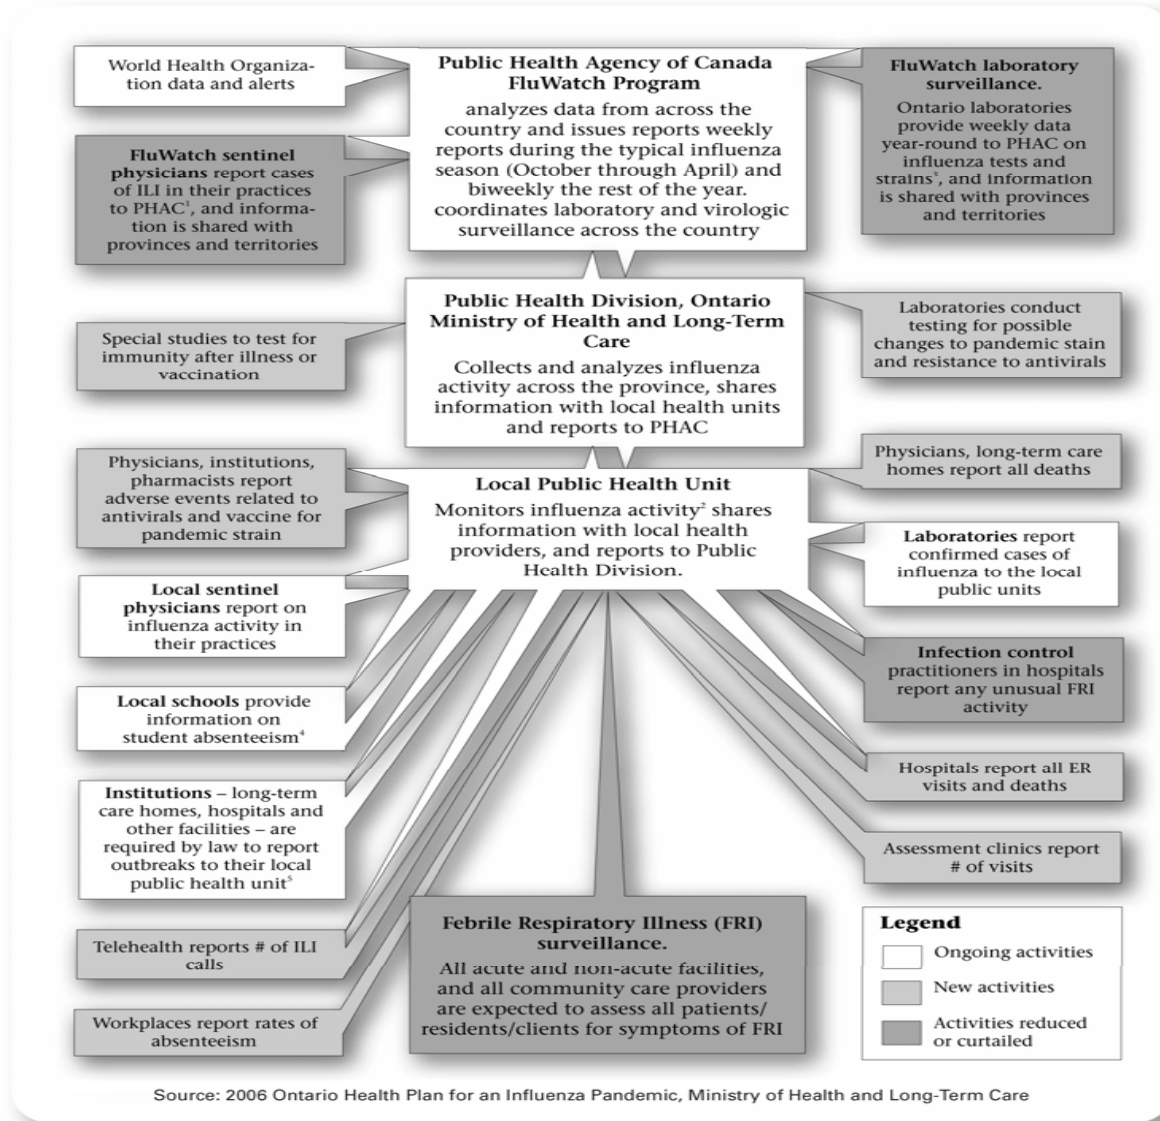 World Health Organiza-
tion data and alerts
Public Health Agency of Canada
FluWatch Program
analyzes data from across the
country and issues reports weekly
reports during the typical influenza
season (October through April) and
biweekly the rest of the year.
coordinates laboratory and virologic
surveillance across the country
FluWatch laboratory
surveillance.
Ontario laboratories
provide weekly data
year-round to PHAC on
influenza tests and
strains³, and information
is shared with provinces
and territories
FluWatch sentinel
physicians report cases
of ILI in their practices
to PHAC¹, and informa-
tion is shared with
provinces and territories
Public Health Division, Ontario
Ministry of Health and Long-Term
Care
Collects and analyzes influenza
activity across the province, shares
information with local health units
and reports to PHAC
Special studies to test for
immunity after illness or
vaccination
Laboratories conduct
testing for possible
changes to pandemic stain
and resistance to antivirals
Physicians, institutions,
pharmacists report
adverse events related to
antivirals and vaccine for
pandemic strain
Local Public Health Unit
Monitors influenza activity² shares
information with local health
providers, and reports to Public
Health Division.
Physicians, long-term care
homes report all deaths
Laboratories report
confirmed cases of
influenza to the local
public units
Local sentinel
physicians report on
influenza activity in
their practices
Infection control
practitioners in hospitals
report any unusual FRI
activity
Local schools provide
information on
student absenteeism⁴
Hospitals report all ER
visits and deaths
Institutions – long-term
care homes, hospitals and
other facilities – are
required by law to report
outbreaks to their local
public health unit⁵
Assessment clinics report
# of visits
Telehealth reports # of ILI
calls
Febrile Respiratory Illness (FRI)
surveillance.
All acute and non-acute facilities,
and all community care providers
are expected to assess all patients/
residents/clients for symptoms of FRI
Workplaces report rates of
absenteeism
Legend
Ongoing activities
New activities
Activities reduced
or curtailed
Source: 2006 Ontario Health Plan for an Influenza Pandemic, Ministry of Health and Long-Term Care